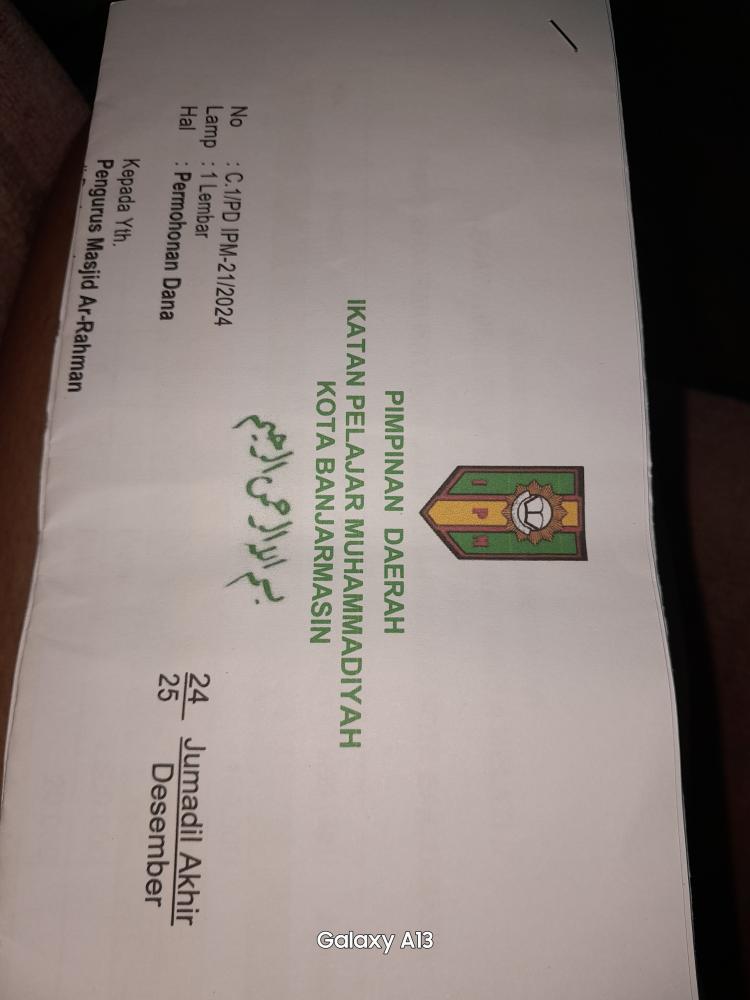 I P M
PIMPINAN DAERAH
IKATAN PELAJAR MUHAMMADIYAH
KOTA BANJARMASIN
بسم الله الرحمن الرحيم
No : C.1/PD IPM-21/2024
Lamp : 1 Lembar
Hal : Permohonan Dana
24 Jumadil Akhir
25 Desember
Kepada Yth.
Pengurus Masjid Ar-Rahman
Galaxy A13